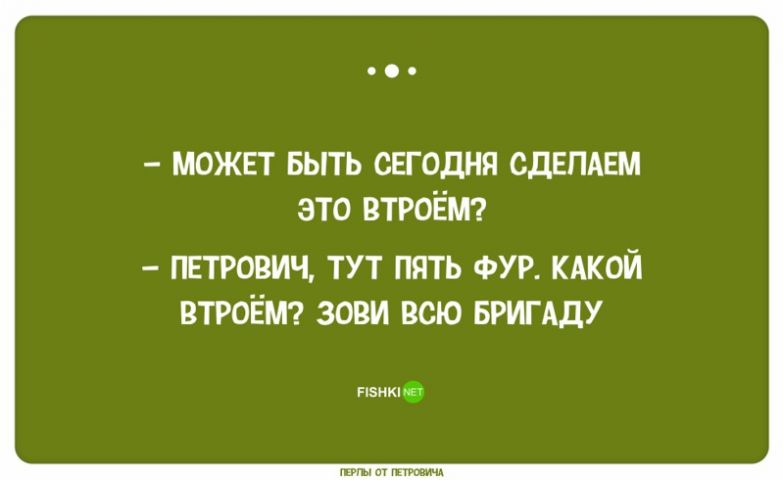 – МОЖЕТ БЫТЬ СЕГОДНЯ СДЕЛАЕМ
ЭТО ВТРОЁМ?
– ПЕТРОВИЧ, ТУТ ПЯТЬ ФУР. КАКОЙ
ВТРОЁМ? ЗОВИ ВСЮ БРИГАДУ
FISHKI NET
ПЕРЛЫ ОТ ПЕТРОВИЧА